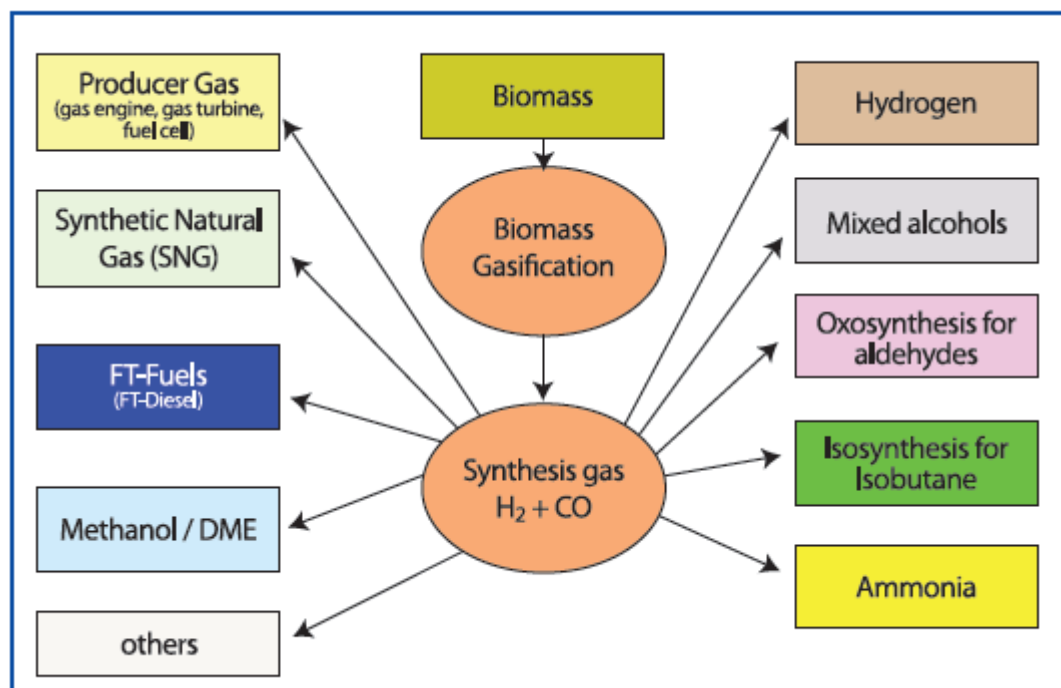 Producer Gas
(gas engine, gas turbine,
fuel cell)
Synthetic Natural
Gas (SNG)
FT-Fuels
(FT-Diesel)
Methanol / DME
others
Biomass
Biomass
Gasification
Synthesis gas
H₂ + CO
Hydrogen
Mixed alcohols
Oxosynthesis for
aldehydes
Isosynthesis for
Isobutane
Ammonia